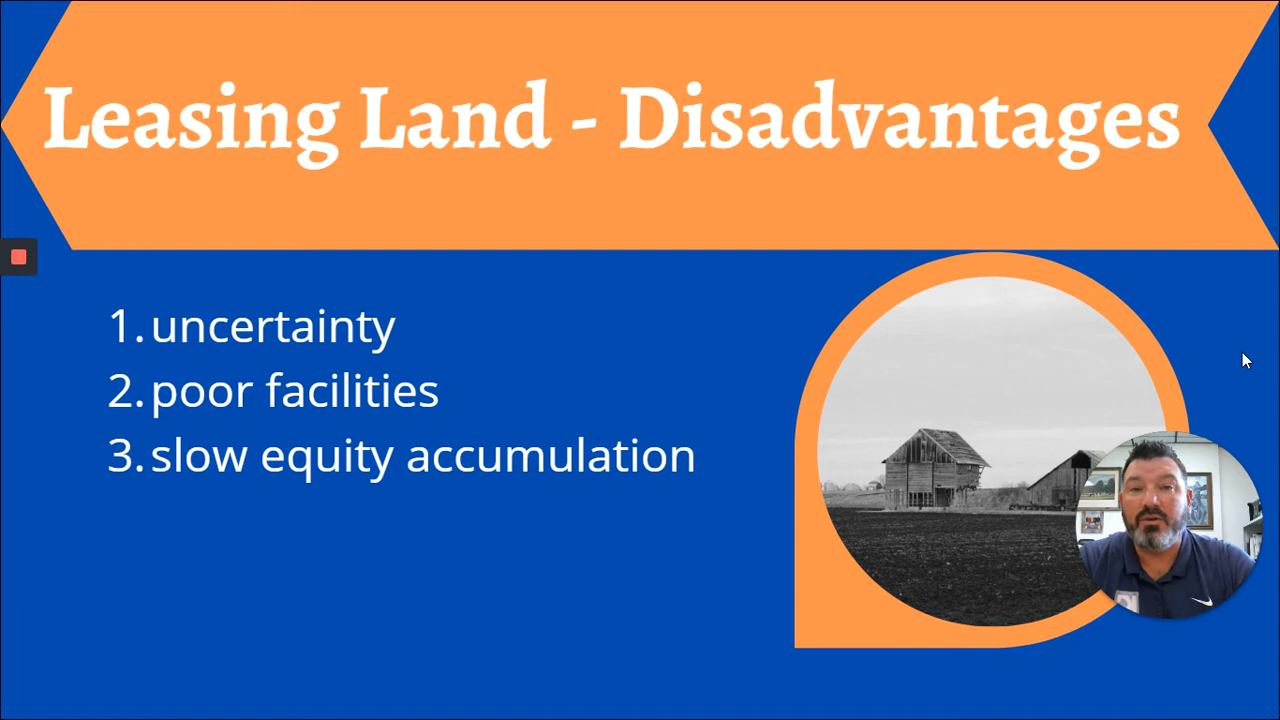 Leasing Land - Disadvantages
1. uncertainty
2. poor facilities
3. slow equity accumulation